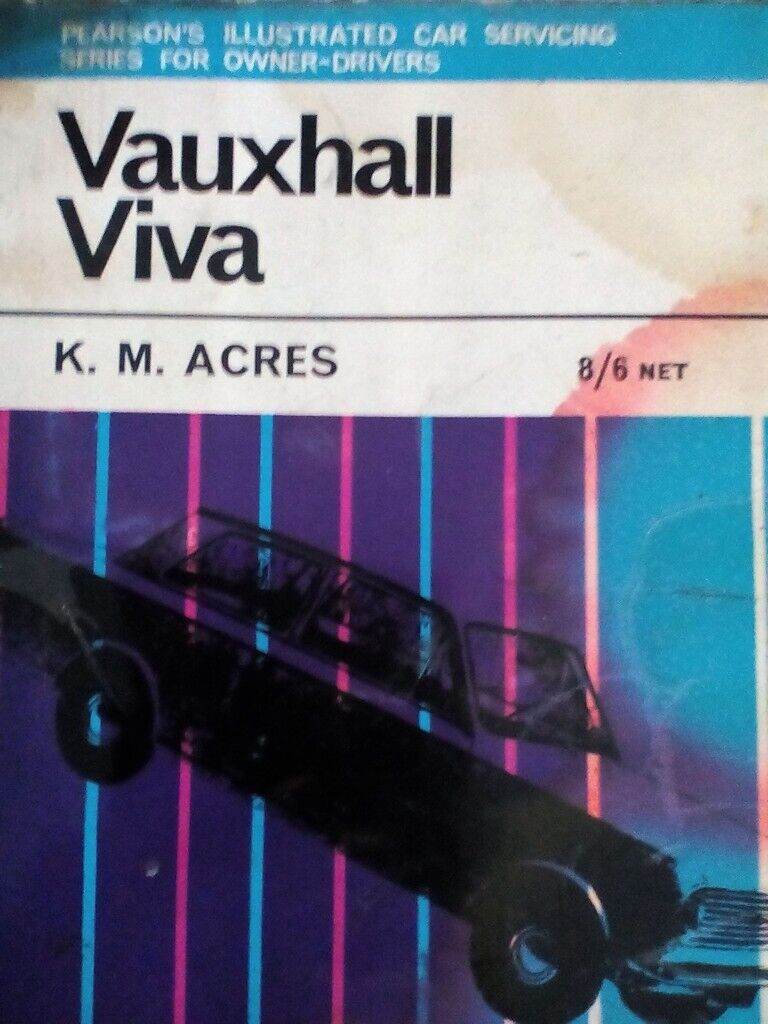 PEARSON'S ILLUSTRATED CAR SERVICING
SERIES FOR OWNER-DRIVERS
Vauxhall
Viva
K. M. ACRES 8/6 NET